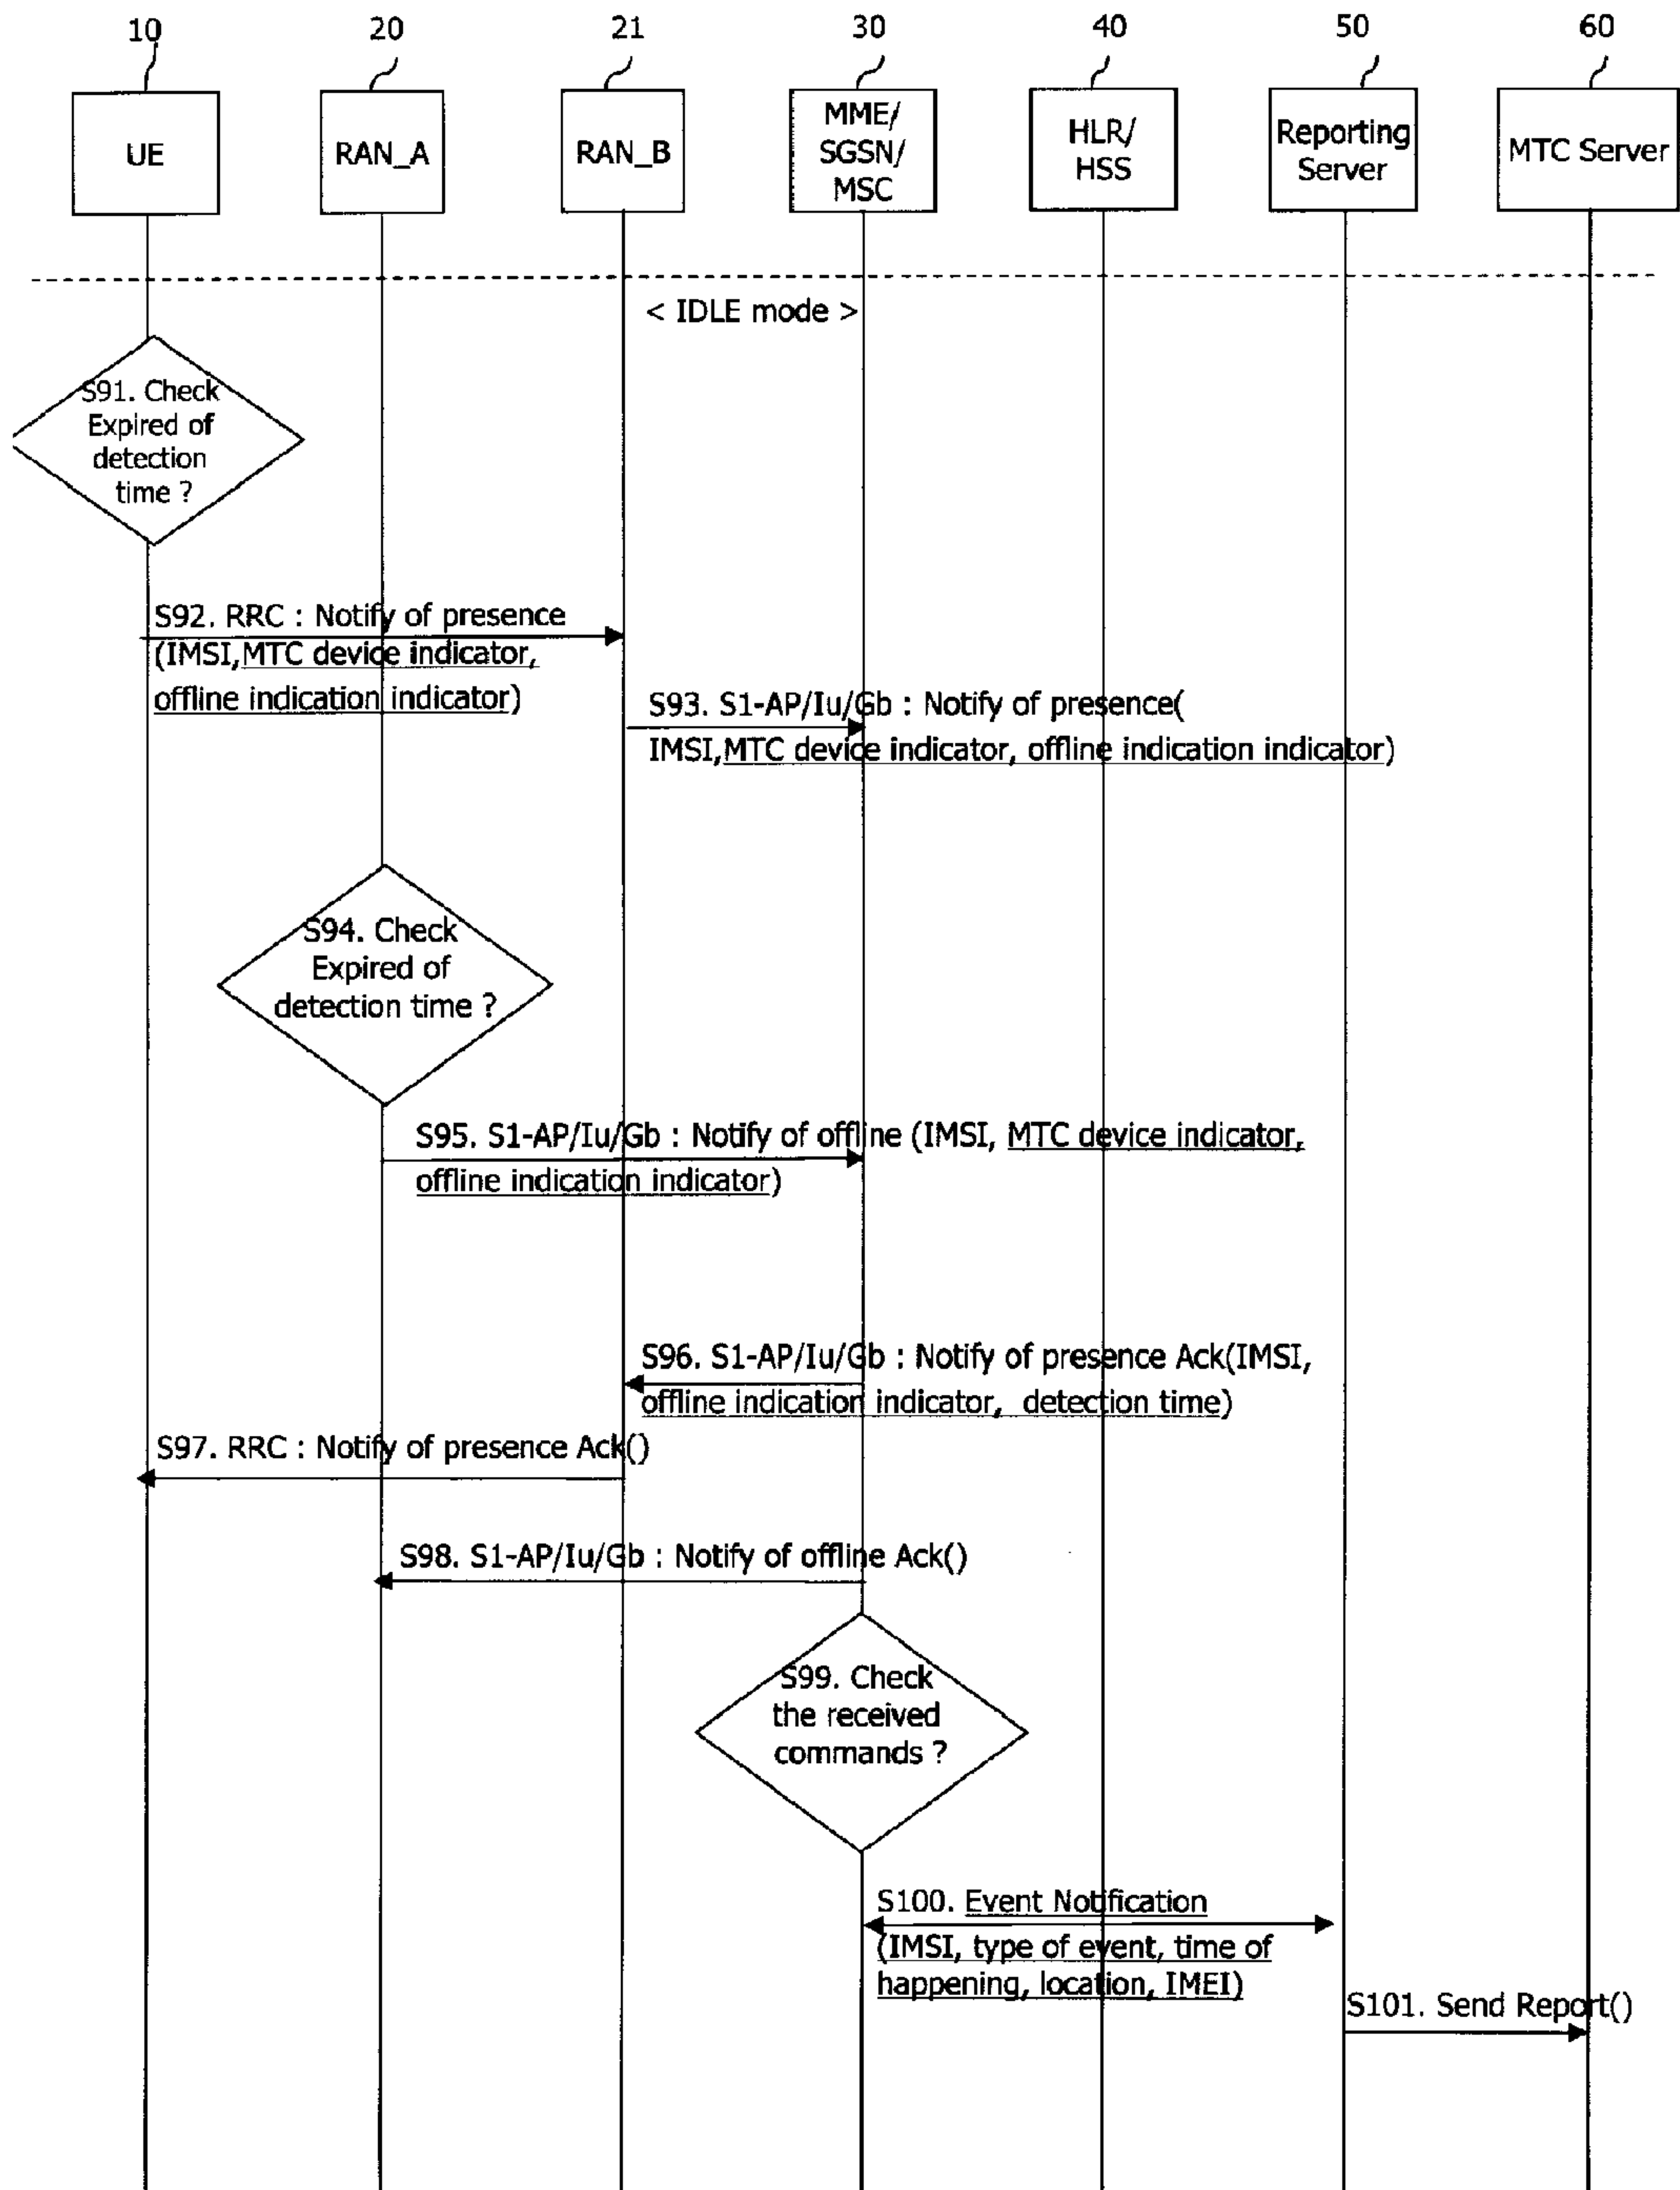 10 20 21 30 40 50 60
UE
RAN_A
RAN_B
MME/
SGSN/
MSC
HLR/
HSS
Reporting
Server
MTC Server
< IDLE mode >
S91. Check
Expired of
detection
time ?
S92. RRC : Notify of presence
(IMSI,MTC device indicator,
offline indication indicator)
S93. S1-AP/Iu/Gb : Notify of presence(
IMSI,MTC device indicator, offline indication indicator)
S94. Check
Expired of
detection time ?
S95. S1-AP/Iu/Gb : Notify of offline (IMSI, MTC device indicator,
offline indication indicator)
S96. S1-AP/Iu/Gb : Notify of presence Ack(IMSI,
offline indication indicator, detection time)
S97. RRC : Notify of presence Ack()
S98. S1-AP/Iu/Gb : Notify of offline Ack()
S99. Check
the received
commands ?
S100. Event Notification
(IMSI, type of event, time of
happening, location, IMEI)
S101. Send Report()